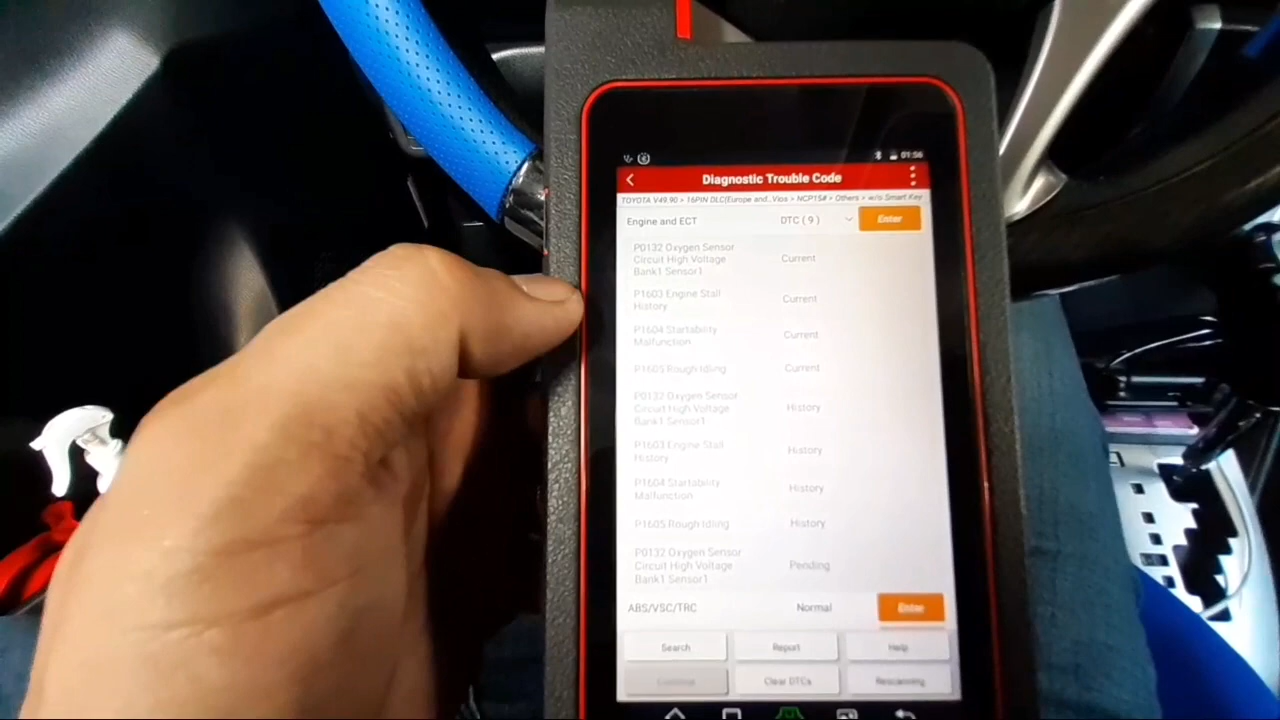 01:56
Diagnostic Trouble Code
TOYOTA V49.90 > 16PIN DLC(Europe and...Vios > NCP15# > Others > w/o Smart Key
Engine and ECT DTC ( 9 ) Enter
P0132 Oxygen Sensor
Circuit High Voltage
Bank1 Sensor1
Current
P1603 Engine Stall
History
Current
P1604 Startability
Malfunction
Current
P1605 Rough Idling Current
P0132 Oxygen Sensor
Circuit High Voltage
Bank1 Sensor1
History
P1603 Engine Stall
History
History
P1604 Startability
Malfunction
History
P1605 Rough Idling History
P0132 Oxygen Sensor
Circuit High Voltage
Bank1 Sensor1
Pending
ABS/VSC/TRC Normal Enter
Search Report Help
Clear DTCs Rescanning